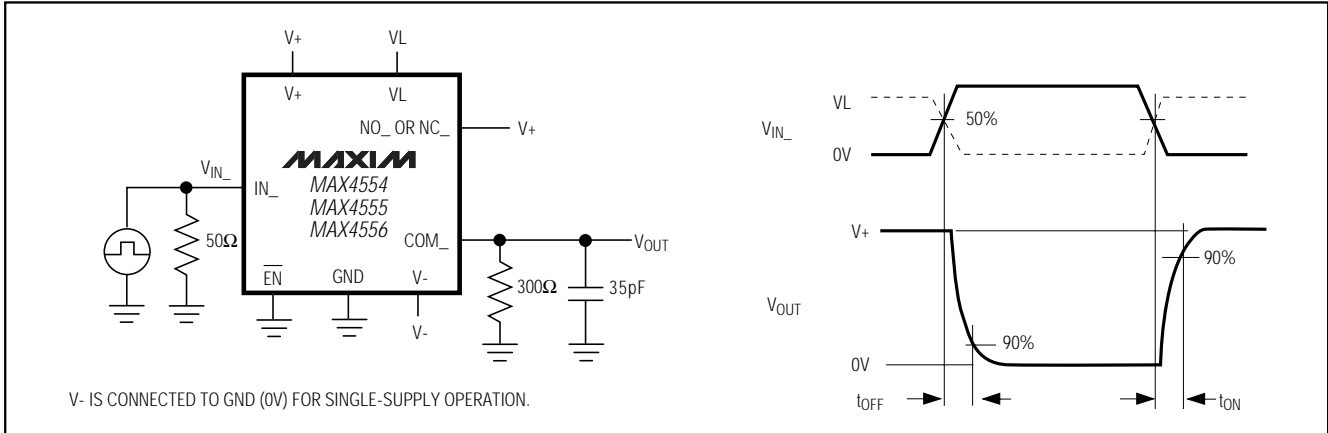 V+ VL
V+ VL
NO_ OR NC_ V+
MAXIM
V_IN_ IN_ MAX4554
MAX4555
MAX4556
50Ω COM_ V_OUT
EN GND V- 300Ω 35pF
V-
V- IS CONNECTED TO GND (0V) FOR SINGLE-SUPPLY OPERATION.
V_IN_ VL 50%
0V
V+ 90%
V_OUT 90%
0V
t_OFF t_ON